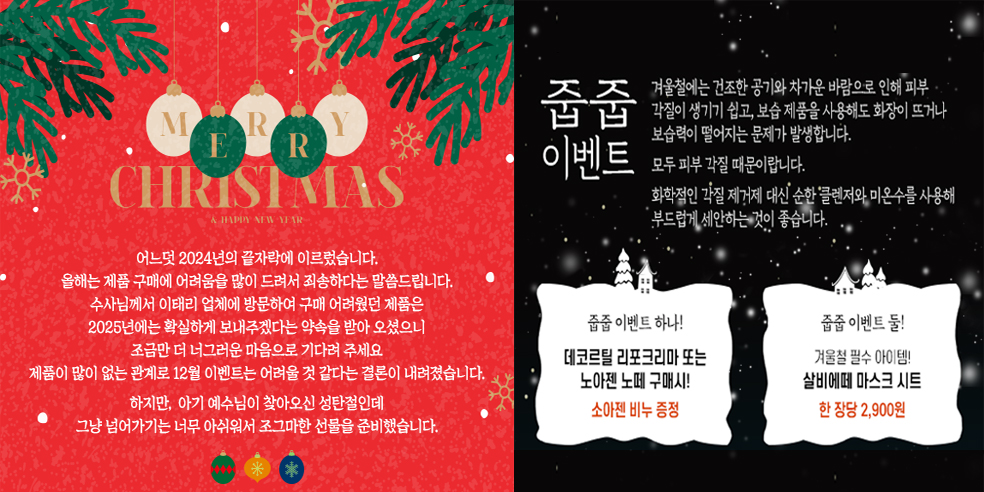 MERRY
CHRISTMAS
& HAPPY NEW YEAR
어느덧 2024년의 끝자락에 이르렀습니다.
올해는 제품 구매에 어려움을 많이 드려서 죄송하다는 말씀드립니다.
수사님께서 이태리 업체에 방문하여 구매 어려웠던 제품은
2025년에는 확실하게 보내주겠다는 약속을 받아 오셨으니
조금만 더 너그러운 마음으로 기다려 주세요
제품이 많이 없는 관계로 12월 이벤트는 어려울 것 같다는 결론이 내려졌습니다.
하지만, 아기 예수님이 찾아오신 성탄절인데
그냥 넘어가기는 너무 아쉬워서 조그마한 선물을 준비했습니다.
줍줍
이벤트
겨울철에는 건조한 공기와 차가운 바람으로 인해 피부
각질이 생기기 쉽고, 보습 제품을 사용해도 화장이 뜨거나
보습력이 떨어지는 문제가 발생합니다.
모두 피부 각질 때문이랍니다.
화학적인 각질 제거제 대신 순한 클렌저와 미온수를 사용해
부드럽게 세안하는 것이 좋습니다.
줍줍 이벤트 하나!
데코르틸 리포크리마 또는
노아젠 노떼 구매시!
소아젠 비누 증정
줍줍 이벤트 둘!
겨울철 필수 아이템!
살비에떼 마스크 시트
한 장당 2,900원